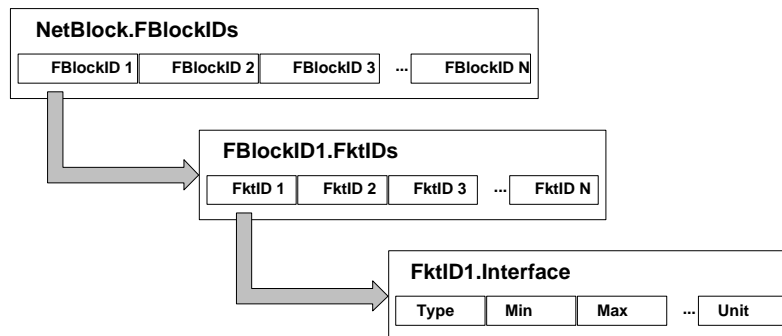 NetBlock.FBlockIDs
FBlockID 1 FBlockID 2 FBlockID 3 ... FBlockID N
FBlockID1.FktIDs
FktID 1 FktID 2 FktID 3 ... FktID N
FktID1.Interface
Type Min Max ... Unit